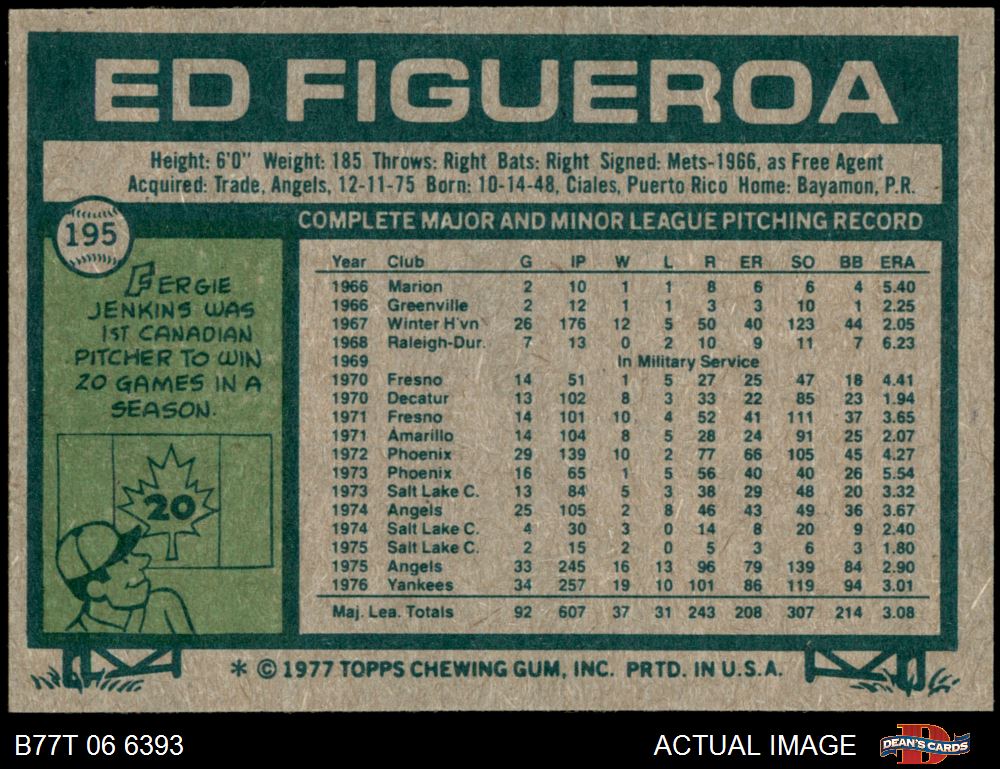 ED FIGUEROA
Height: 6'0" Weight: 185 Throws: Right Bats: Right Signed: Mets-1966, as Free Agent
Acquired: Trade, Angels, 12-11-75 Born: 10-14-48, Ciales, Puerto Rico Home: Bayamon, P.R.
195
COMPLETE MAJOR AND MINOR LEAGUE PITCHING RECORD
FERGIE
JENKINS WAS
1ST CANADIAN
PITCHER TO WIN
20 GAMES IN A
SEASON.
20
Year Club G IP W L R ER SO BB ERA
1966 Marion 2 10 1 1 8 6 6 4 5.40
1966 Greenville 2 12 1 1 3 3 10 1 2.25
1967 Winter H'vn 26 176 12 5 50 40 123 44 2.05
1968 Raleigh-Dur. 7 13 0 2 10 9 11 7 6.23
1969 In Military Service
1970 Fresno 14 51 1 5 27 25 47 18 4.41
1970 Decatur 13 102 8 3 33 22 85 23 1.94
1971 Fresno 14 101 10 4 52 41 111 37 3.65
1971 Amarillo 14 104 8 5 28 24 91 25 2.07
1972 Phoenix 29 139 10 2 77 66 105 45 4.27
1973 Phoenix 16 65 1 5 56 40 40 26 5.54
1973 Salt Lake C. 13 84 5 3 38 29 48 20 3.32
1974 Angels 25 105 2 8 46 43 49 36 3.67
1974 Salt Lake C. 4 30 3 0 14 8 20 9 2.40
1975 Salt Lake C. 2 15 2 0 5 3 6 3 1.80
1975 Angels 33 245 16 13 96 79 139 84 2.90
1976 Yankees 34 257 19 10 101 86 119 94 3.01
Maj. Lea. Totals 92 607 37 31 243 208 307 214 3.08
* © 1977 TOPPS CHEWING GUM, INC. PRTD. IN U.S.A.
B77T 06 6393
ACTUAL IMAGE
D
DEAN'S CARDS